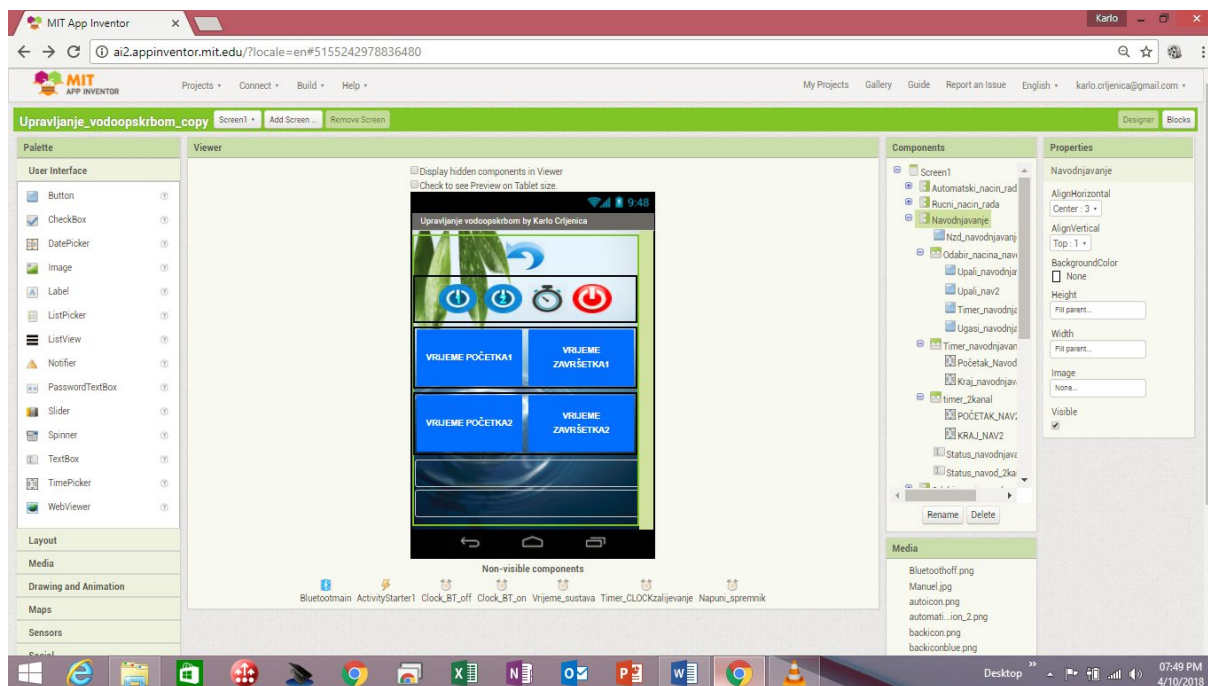 MIT App Inventor
Karlo
ai2.appinventor.mit.edu/?locale=en#5155242978836480
MIT
APP INVENTOR
Projects Connect Build Help
My Projects Gallery Guide Report an Issue English karlo.crljenica@gmail.com
Upravljanje_vodoopskrbom_copy Screen1 Add Screen ... Remove Screen
Designer Blocks
Palette
User Interface
Button
CheckBox
DatePicker
Image
Label
ListPicker
ListView
Notifier
PasswordTextBox
Slider
Spinner
TextBox
TimePicker
WebViewer
Layout
Media
Drawing and Animation
Maps
Sensors
Social
Viewer
Display hidden components in Viewer
Check to see Preview on Tablet size.
9:48
Upravljanje vodoopskrbom by Karlo Crljenica
VRIJEME POČETKA1
VRIJEME
ZAVRŠETKA1
VRIJEME POČETKA2
VRIJEME
ZAVRŠETKA2
Non-visible components
Bluetootmain ActivityStarter1 Clock_BT_off Clock_BT_on Vrijeme_sustava Timer_CLOCKzalijevanje Napuni_spremnik
Components
Screen1
Automatski_nacin_rad
Rucni_nacin_rada
Navodnjavanje
Nzd_navodnjavanj
Odabir_nacina_nav
Upali_navodnja
Upali_nav2
Timer_navodnja
Ugasi_navodnja
Timer_navodnjavan
Početak_Navod
Kraj_navodnjav
timer_2kanal
POČETAK_NAV2
KRAJ_NAV2
Status_navodnjava
Status_navod_2ka
Rename Delete
Media
Bluetoothoff.png
Manuel.jpg
autoicon.png
automati...ion_2.png
backicon.png
backiconblue.png
Properties
Navodnjavanje
AlignHorizontal
Center : 3
AlignVertical
Top : 1
BackgroundColor
None
Height
Fill parent...
Width
Fill parent...
Image
None...
Visible
Desktop
07:49 PM
4/10/2018